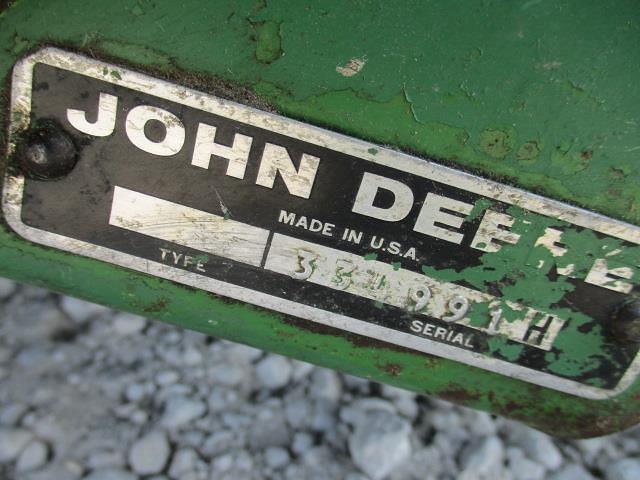 JOHN DEERE
MADE IN U.S.A.
TYPE
SERIAL